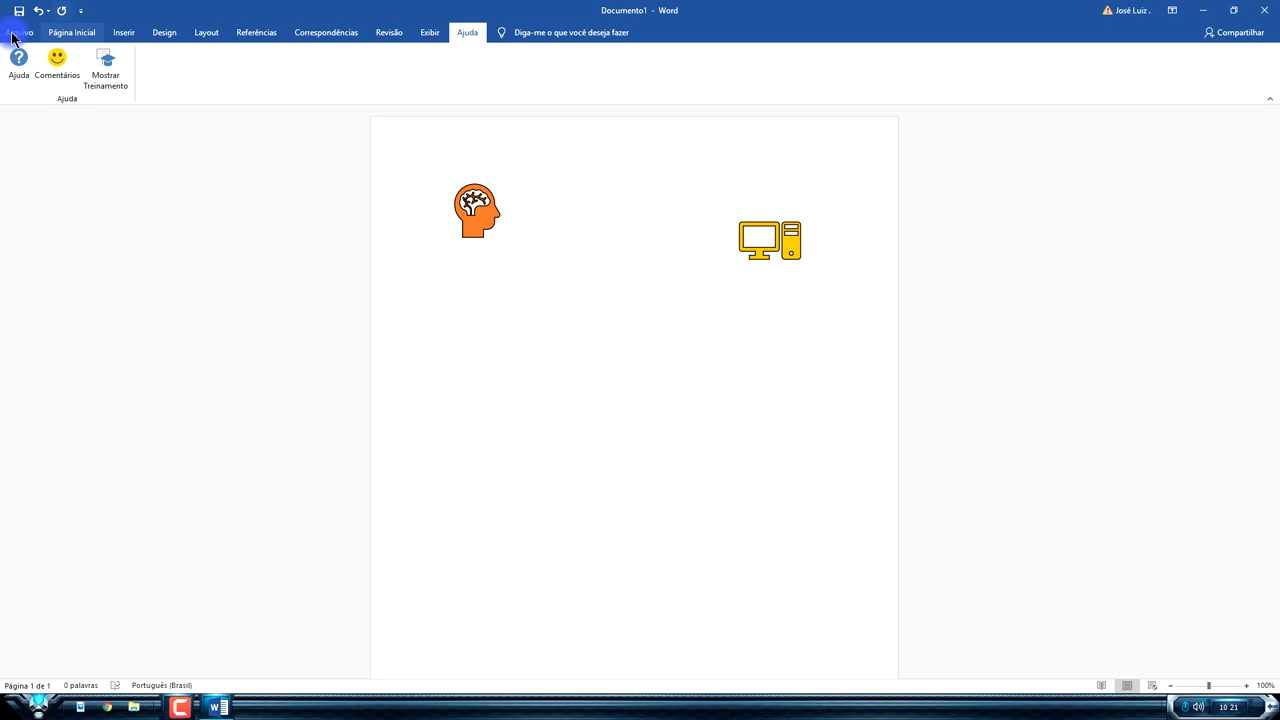 Documento1 - Word
José Luiz .
Arquivo Página Inicial Inserir Design Layout Referências Correspondências Revisão Exibir Ajuda Diga-me o que você deseja fazer Compartilhar
Ajuda Comentários Mostrar
Treinamento
Ajuda
Página 1 de 1 0 palavras Português (Brasil) 100%
10 21